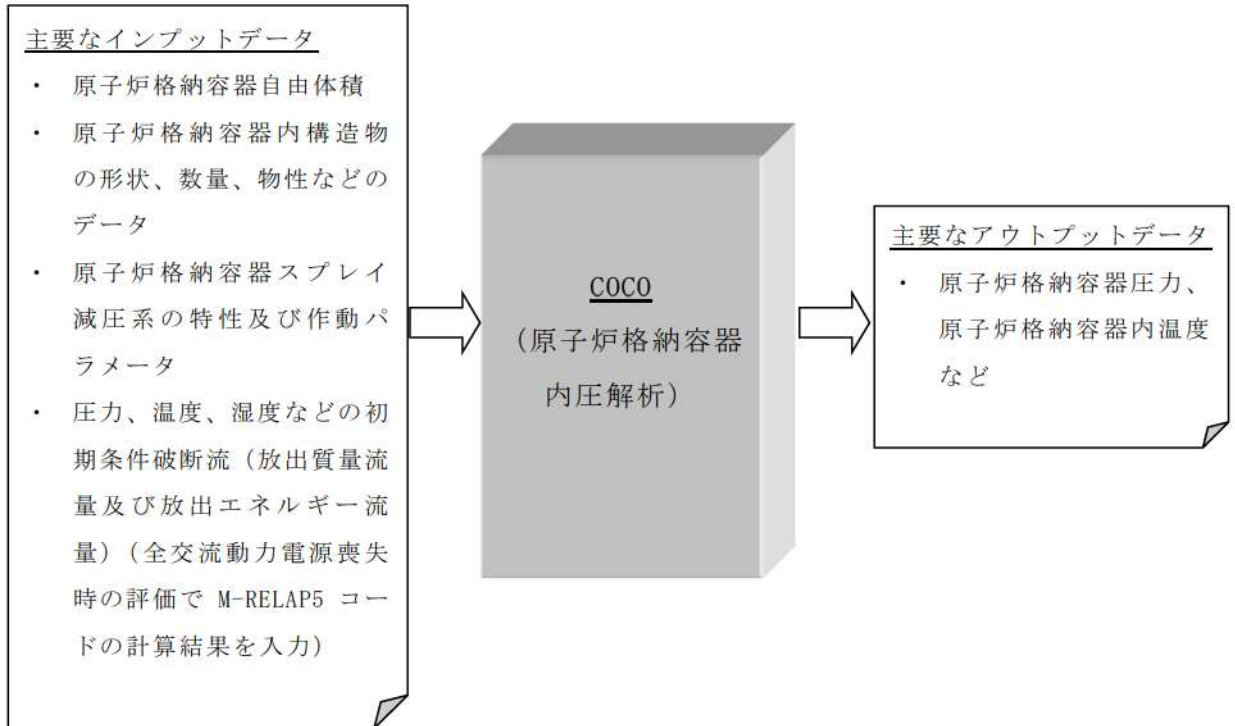 主要なインプットデータ
・ 原子炉格納容器自由体積
・ 原子炉格納容器内構造物
の形状、数量、物性などの
データ
・ 原子炉格納容器スプレイ
減圧系の特性及び作動パ
ラメータ
・ 圧力、温度、湿度などの初
期条件破断流（放出質量流
量及び放出エネルギー流
量）（全交流動力電源喪失
時の評価で M-RELAP5 コー
ドの計算結果を入力）
COCO
（原子炉格納容器
内圧解析）
主要なアウトプットデータ
・ 原子炉格納容器圧力、
原子炉格納容器内温度
など